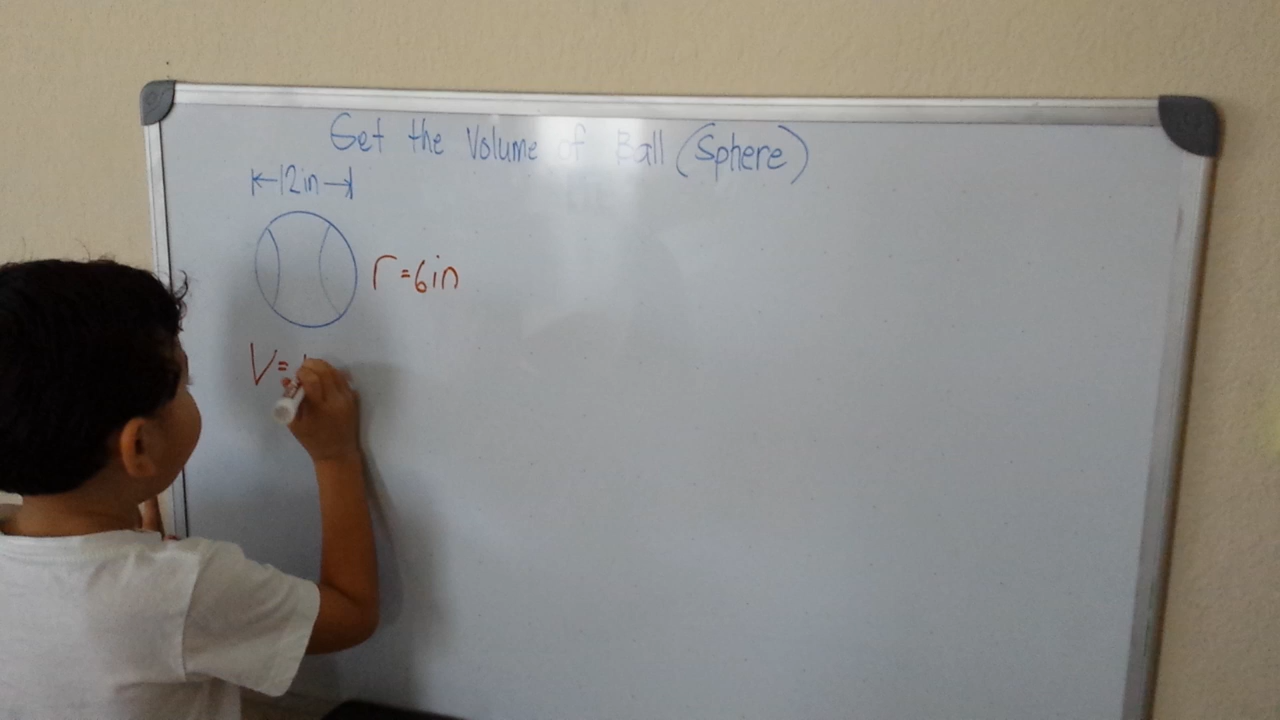 Get the Volume of Ball (Sphere)
12in
r=6in
V=